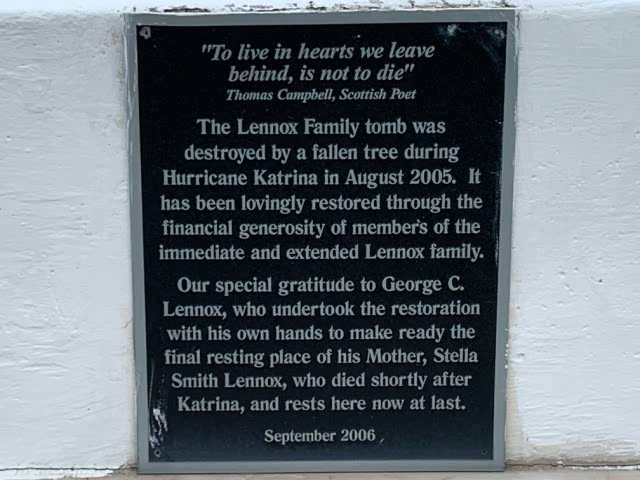 "To live in hearts we leave
behind, is not to die"
Thomas Campbell, Scottish Poet
The Lennox Family tomb was
destroyed by a fallen tree during
Hurricane Katrina in August 2005. It
has been lovingly restored through the
financial generosity of member's of the
immediate and extended Lennox family.
Our special gratitude to George C.
Lennox, who undertook the restoration
with his own hands to make ready the
final resting place of his Mother, Stella
Smith Lennox, who died shortly after
Katrina, and rests here now at last.
September 2006